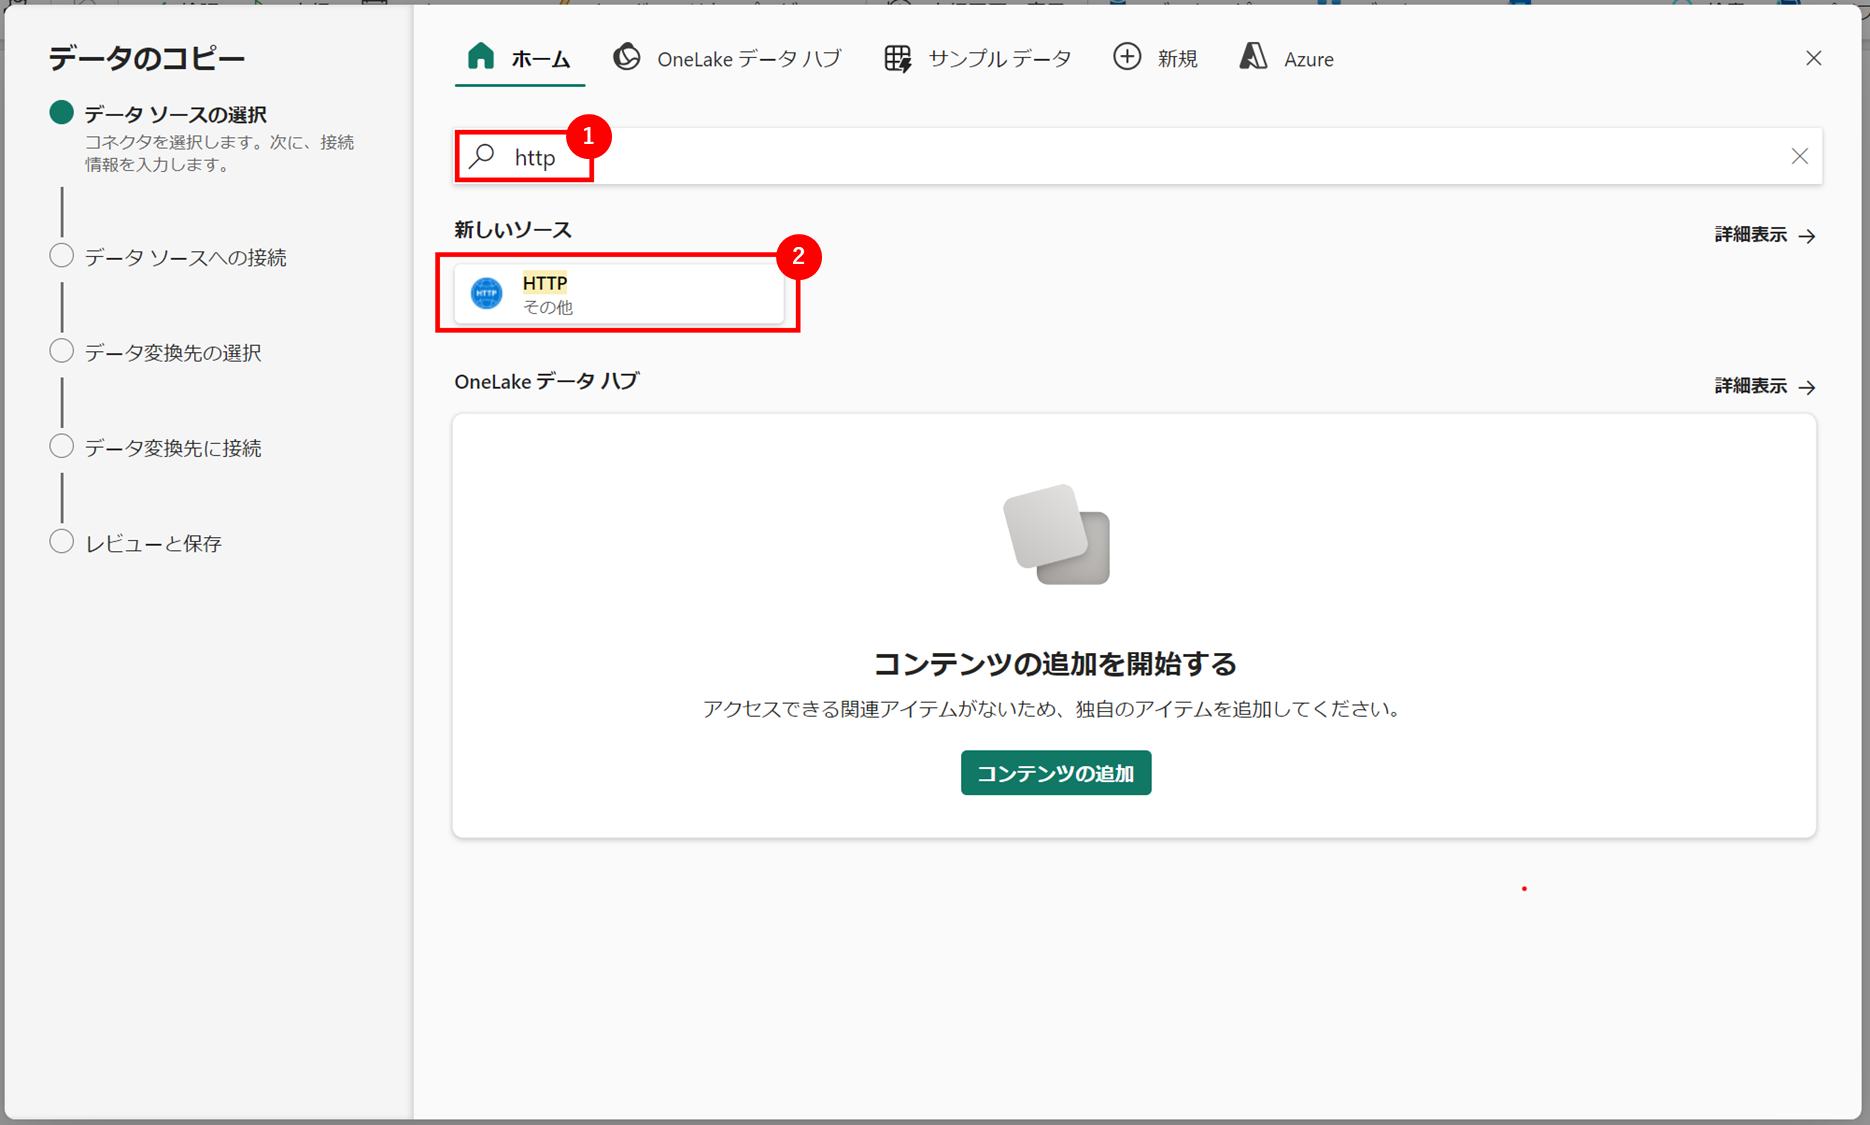 データのコピー
データ ソースの選択
コネクタを選択します。次に、接続
情報を入力します。
データ ソースへの接続
データ変換先の選択
データ変換先に接続
レビューと保存
ホーム
OneLake データ ハブ
サンプル データ
新規
Azure
1
http
新しいソース
詳細表示
2
HTTP
HTTP
その他
OneLake データ ハブ
詳細表示
コンテンツの追加を開始する
アクセスできる関連アイテムがないため、独自のアイテムを追加してください。
コンテンツの追加